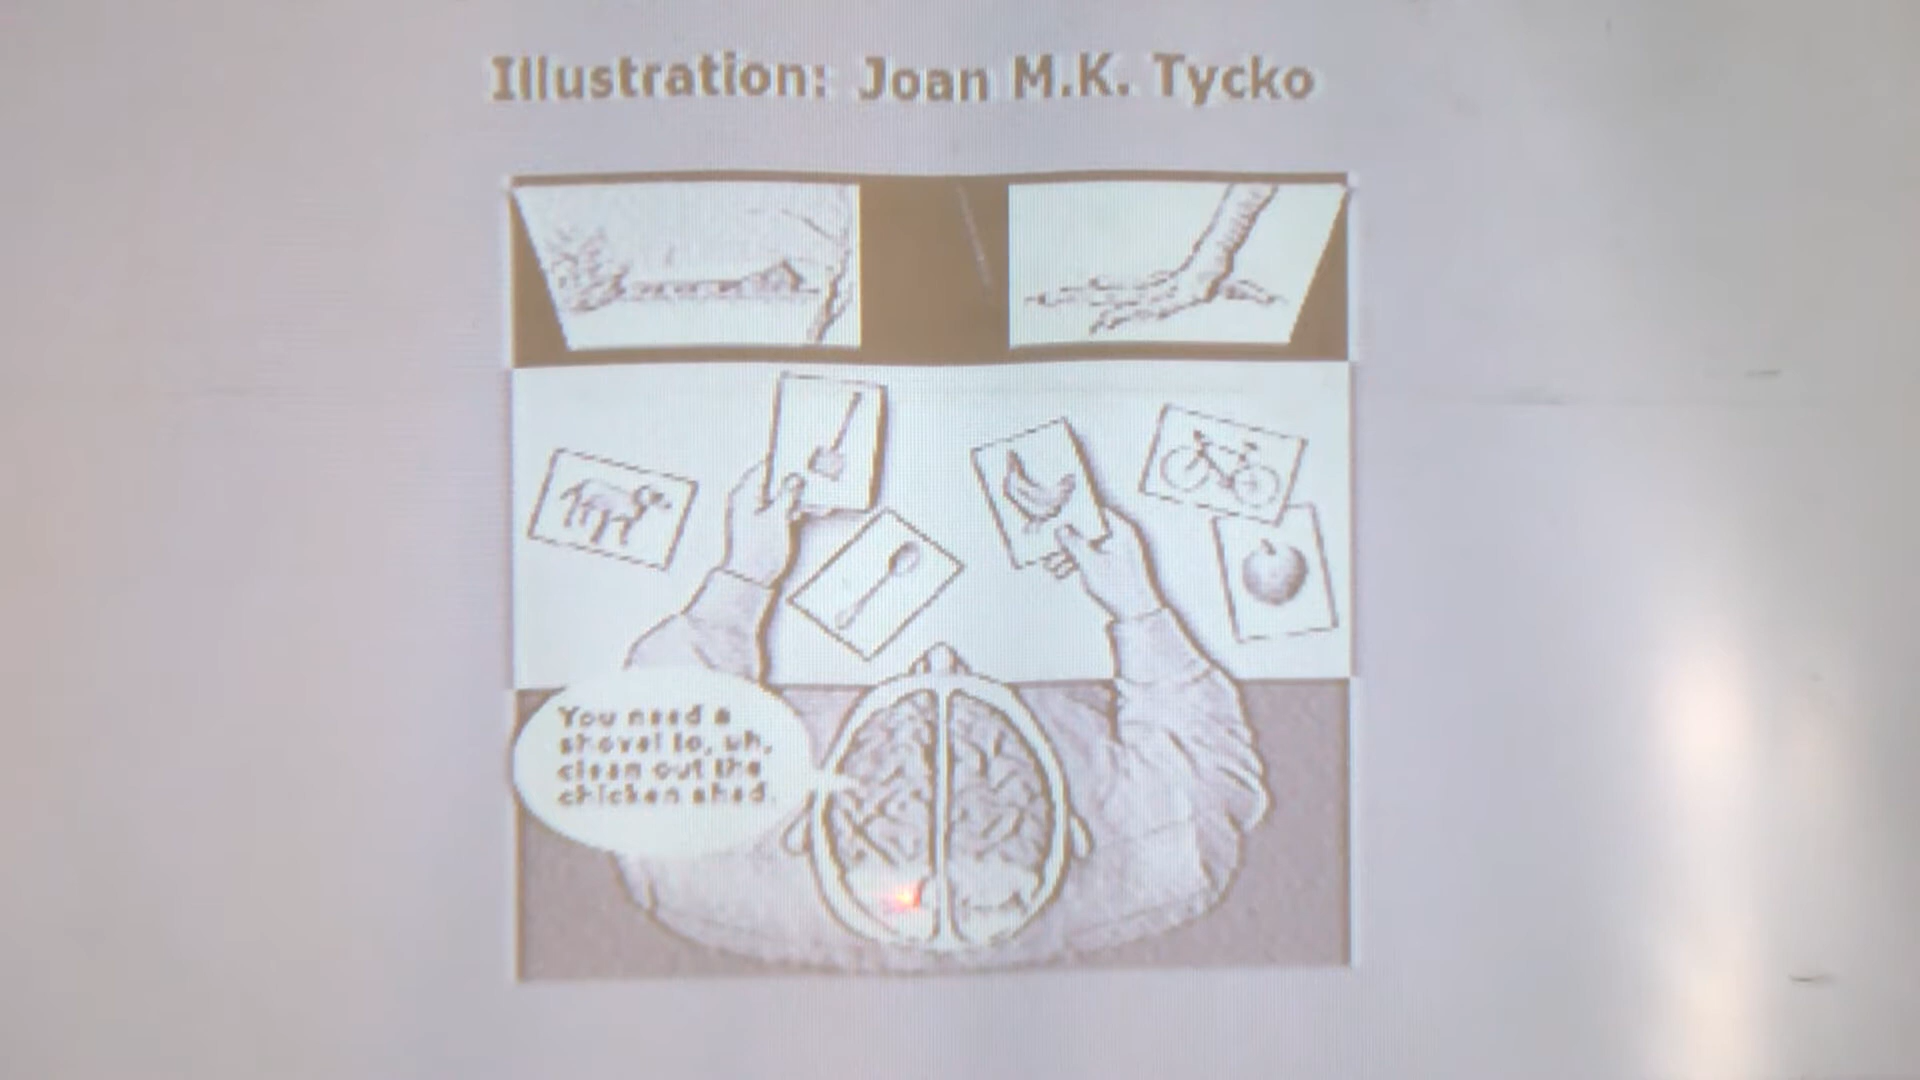 Illustration: Joan M.K. Tycko
You need a
shovel to, uh,
clean out the
chicken shed.